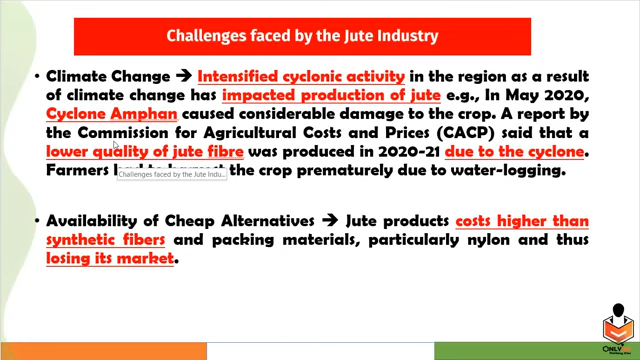 Challenges faced by the Jute Industry
• Climate Change ➔ Intensified cyclonic activity in the region as a result
of climate change has impacted production of jute e.g., In May 2020,
Cyclone Amphan caused considerable damage to the crop. A report by
the Commission for Agricultural Costs and Prices (CACP) said that a
lower quality of jute fibre was produced in 2020-21 due to the cyclone.
Farmers had to harvest the crop prematurely due to water-logging.
Challenges faced by the Jute Indu...
• Availability of Cheap Alternatives ➔ Jute products costs higher than
synthetic fibers and packing materials, particularly nylon and thus
losing its market.
ONLY